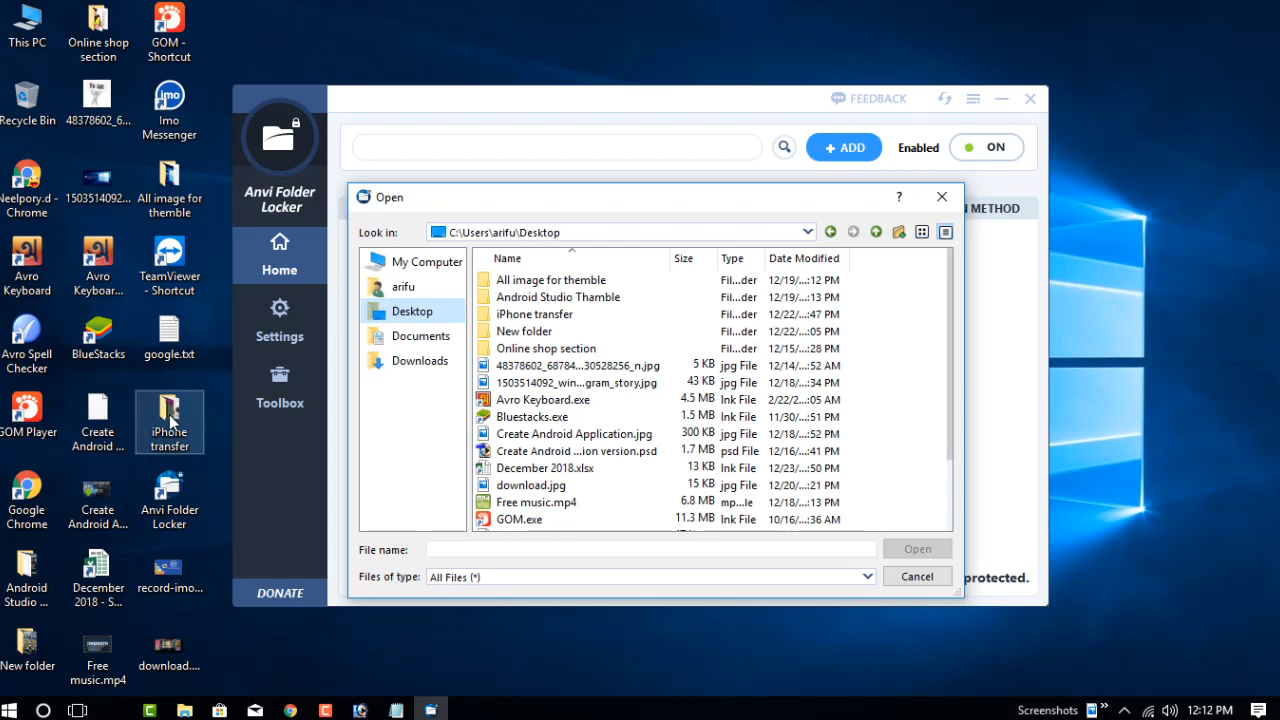 This PC
Online shop
section
GOM -
Shortcut
Recycle Bin
48378602_6...
Imo
Messenger
Neelpory.d -
Chrome
1503514092...
All image for
themble
Avro
Keyboard
Avro
Keyboar...
TeamViewer
- Shortcut
Avro Spell
Checker
BlueStacks
google.txt
GOM Player
Create
Android ...
iPhone
transfer
Google
Chrome
Create
Android A...
Anvi Folder
Locker
Android
Studio ...
December
2018 - S...
record-imo...
New folder
Free
music.mp4
download....
imo
FEEDBACK
+ ADD
Enabled
ON
Anvi Folder
Locker
Home
Settings
Toolbox
DONATE
N METHOD
protected.
Open
?
Look in:
C:\Users\arifu\Desktop
My Computer
arifu
Desktop
Documents
Downloads
Name Size Type Date Modified
All image for themble Fil...der 12/19/...:12 PM
Android Studio Thamble Fil...der 12/19/...:13 PM
iPhone transfer Fil...der 12/22/...:47 PM
New folder Fil...der 12/22/...:05 PM
Online shop section Fil...der 12/15/...:28 PM
48378602_68784...30528256_n.jpg 5 KB jpg File 12/14/...:52 AM
1503514092_win...gram_story.jpg 43 KB jpg File 12/18/...:34 PM
Avro Keyboard.exe 4.5 MB lnk File 2/22/2...:05 AM
Bluestacks.exe 1.5 MB lnk File 11/30/...:51 PM
Create Android Application.jpg 300 KB jpg File 12/18/...:52 PM
Create Android ...ion version.psd 1.7 MB psd File 12/16/...:41 PM
December 2018.xlsx 13 KB lnk File 12/23/...:50 PM
download.jpg 15 KB jpg File 12/20/...:21 PM
Free music.mp4 6.8 MB mp...le 12/18/...:13 PM
GOM.exe 11.3 MB lnk File 10/16/...:36 AM
File name:
Open
Files of type:
All Files (*)
Cancel
Screenshots
12:12 PM